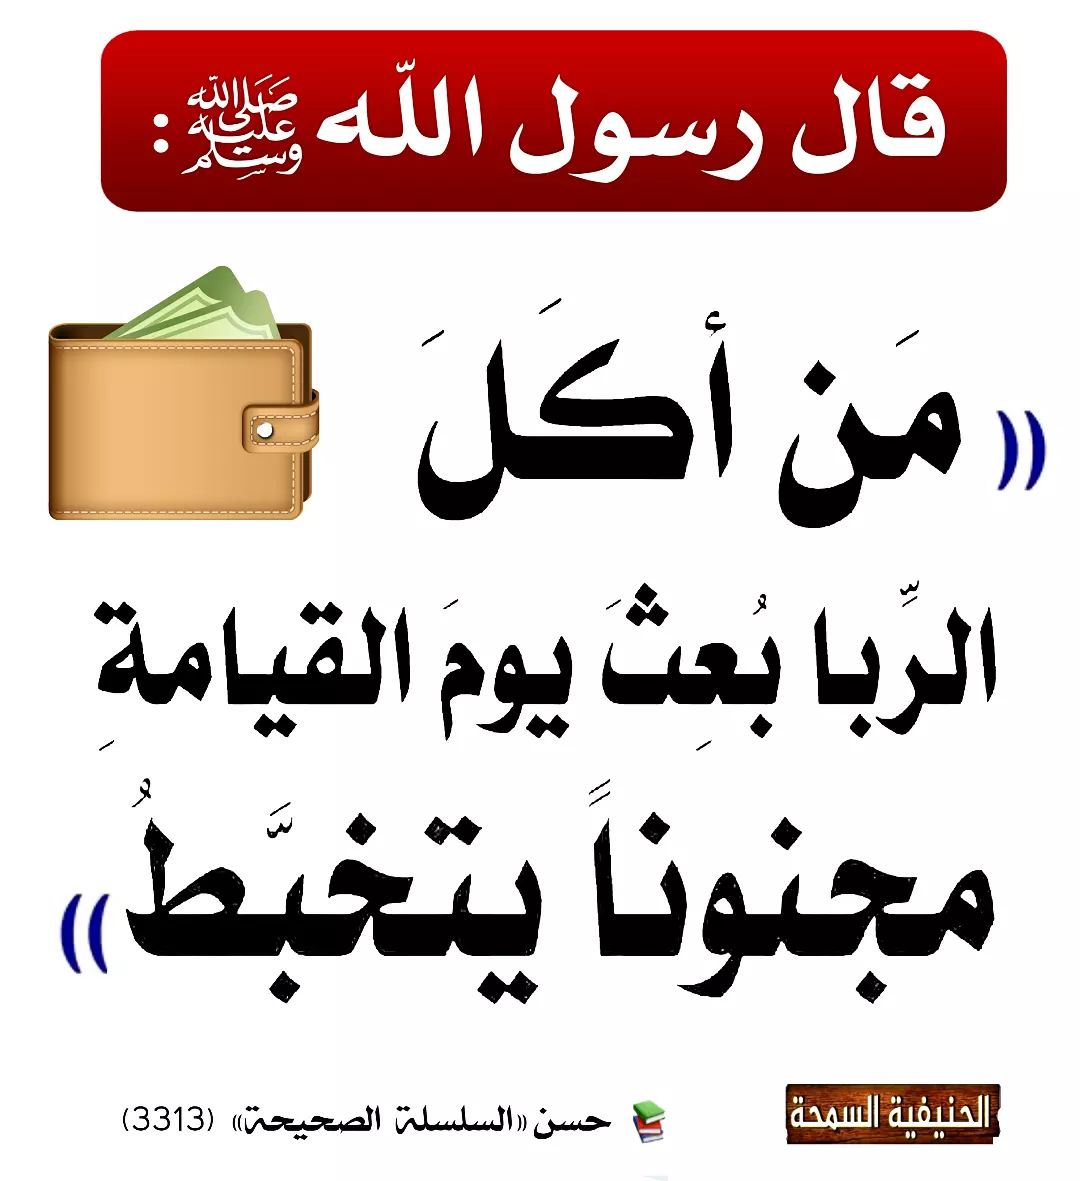 قال رسول الله ﷺ :
(( مَن أكَلَ
الرِّبا بُعِثَ يومَ القيامةِ
مجنوناً يتخبَّطُ ))
حسن «السلسلة الصحيحة» (3313)
الحنيفية السمحة